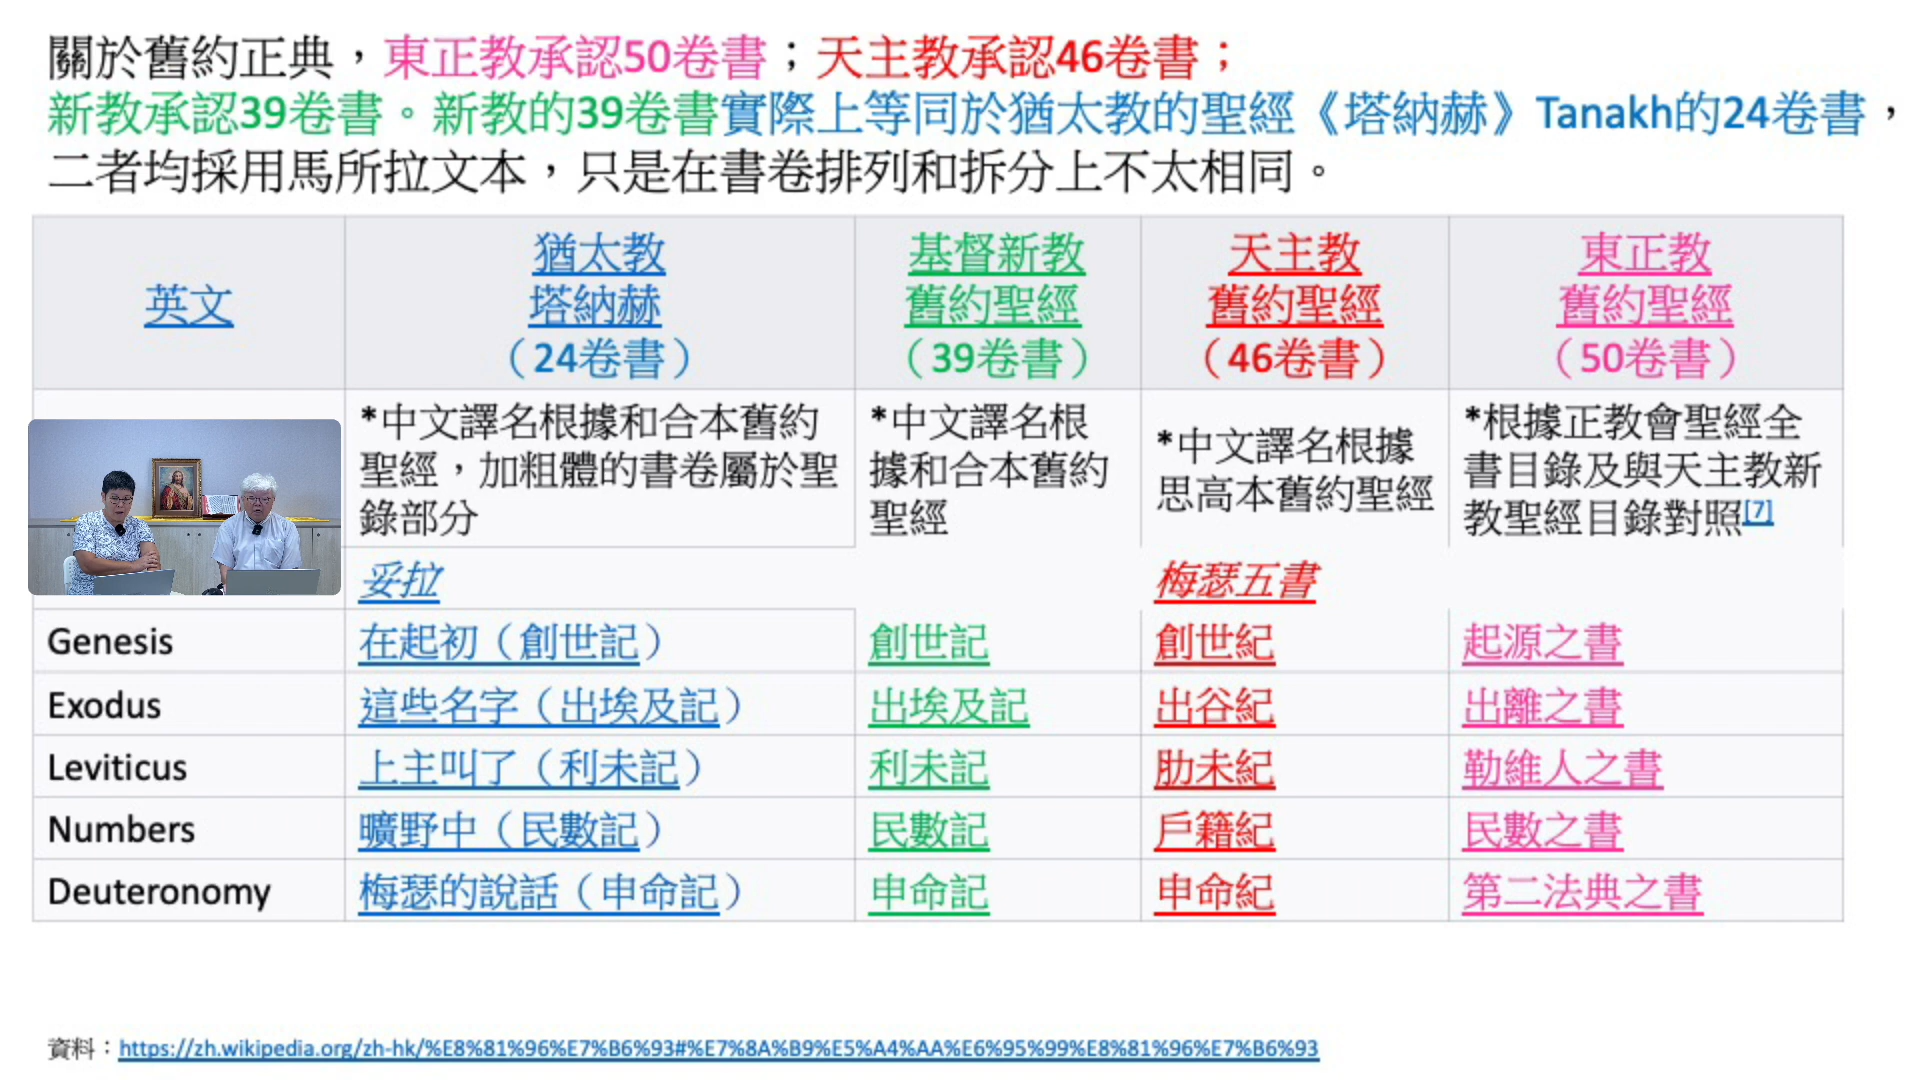 關於舊約正典，東正教承認50卷書；天主教承認46卷書；
新教承認39卷書。新教的39卷書實際上等同於猶太教的聖經《塔納赫》Tanakh的24卷書，
二者均採用馬所拉文本，只是在書卷排列和拆分上不太相同。
英文
猶太教
塔納赫
（24卷書）
基督新教
舊約聖經
（39卷書）
天主教
舊約聖經
（46卷書）
東正教
舊約聖經
（50卷書）
*中文譯名根據和合本舊約
聖經，加粗體的書卷屬於聖
錄部分
*中文譯名根
據和合本舊約
聖經
*中文譯名根據
思高本舊約聖經
*根據正教會聖經全
書目錄及與天主教新
教聖經目錄對照[7]
妥拉
梅瑟五書
Genesis
在起初（創世記）
創世記
創世紀
起源之書
Exodus
這些名字（出埃及記）
出埃及記
出谷紀
出離之書
Leviticus
上主叫了（利未記）
利未記
肋未紀
勒維人之書
Numbers
曠野中（民數記）
民數記
戶籍紀
民數之書
Deuteronomy
梅瑟的說話（申命記）
申命記
申命紀
第二法典之書
資料：https://zh.wikipedia.org/zh-hk/%E8%81%96%E7%B6%93#%E7%8A%B9%E5%A4%AA%E6%95%99%E8%81%96%E7%B6%93